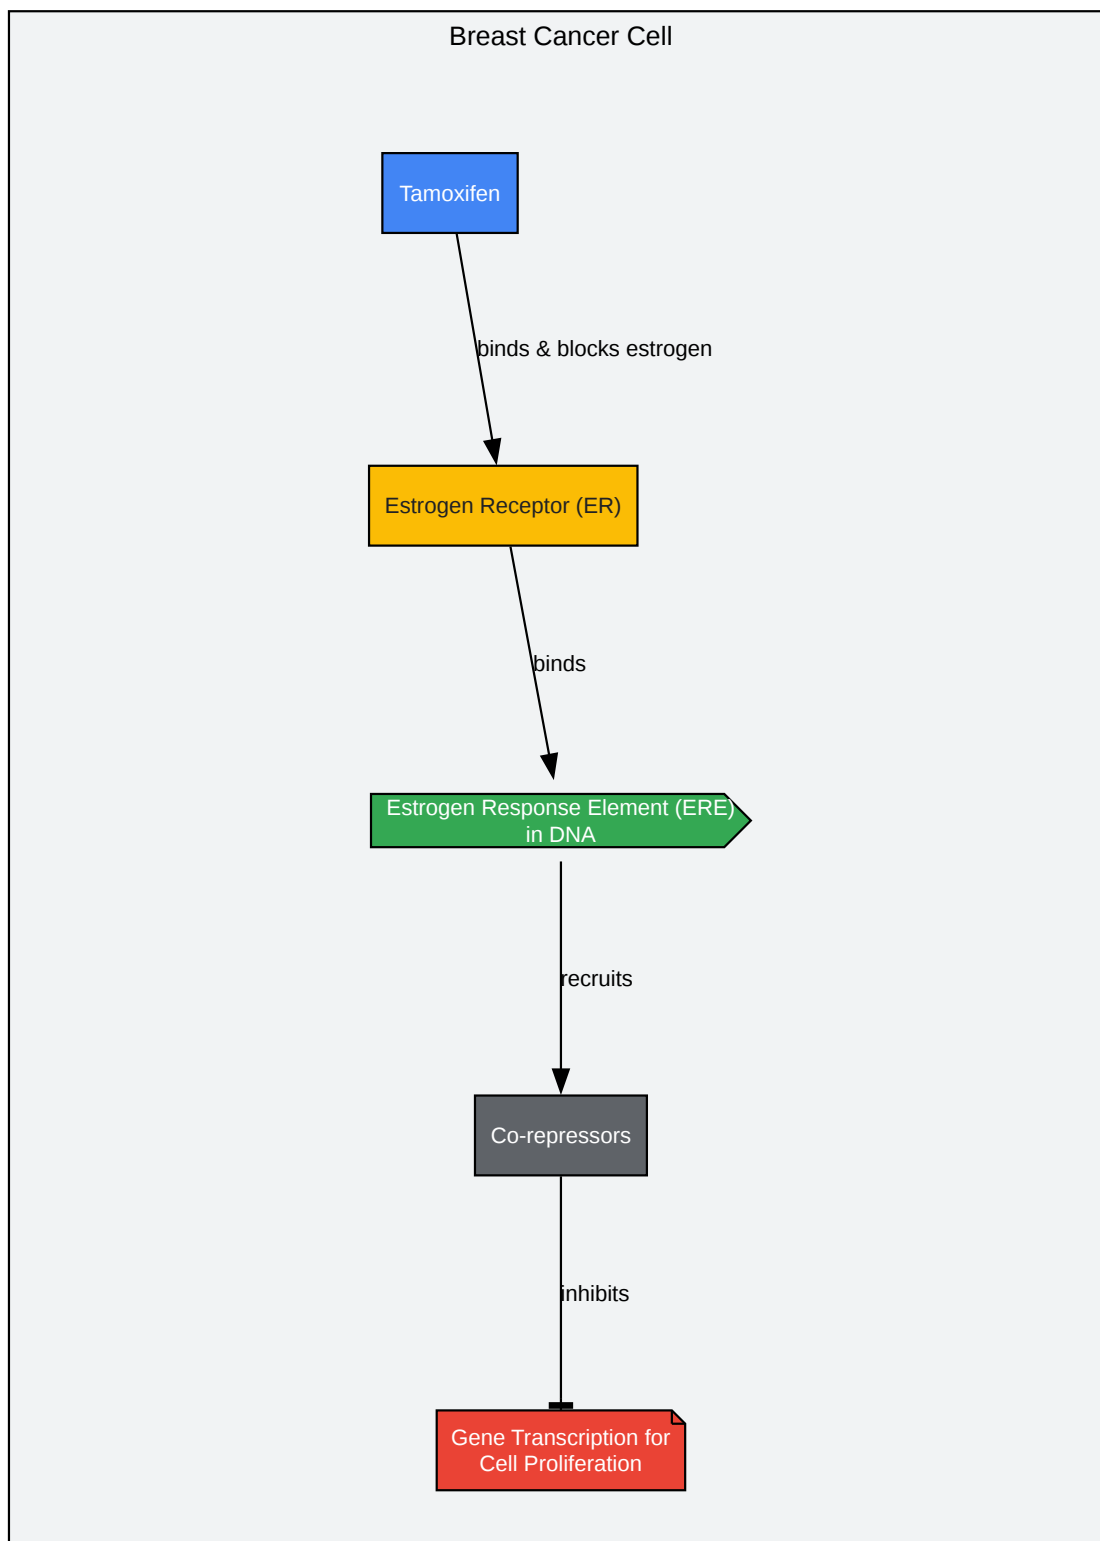 Breast Cancer Cell
Tamoxifen
binds & blocks estrogen
Estrogen Receptor (ER)
binds
Estrogen Response Element (ERE)
in DNA
recruits
Co-repressors
inhibits
Gene Transcription for
Cell Proliferation